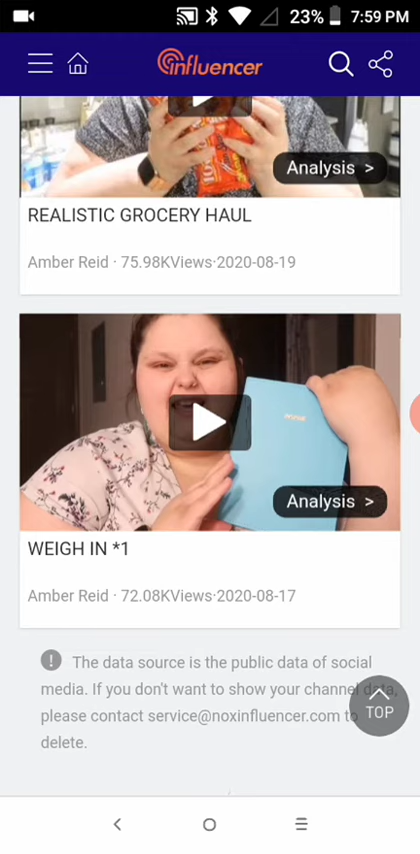 23% 7:59 PM
influencer
Analysis >
REALISTIC GROCERY HAUL
Amber Reid · 75.98KViews·2020-08-19
Analysis >
WEIGH IN *1
Amber Reid · 72.08KViews·2020-08-17
! The data source is the public data of social
media. If you don't want to show your channel data,
please contact service@noxinfluencer.com to
delete.
TOP